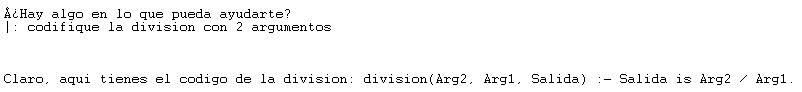 Â¿Hay algo en lo que pueda ayudarte?
|: codifique la division con 2 argumentos
Claro, aqui tienes el codigo de la division: division(Arg2, Arg1, Salida) :- Salida is Arg2 / Arg1.